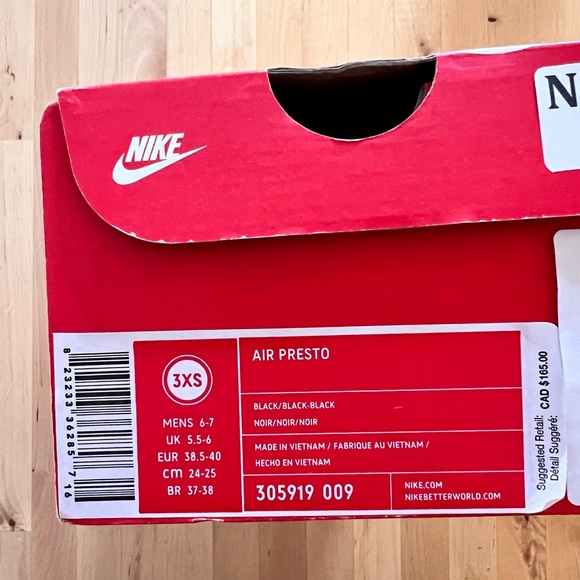 NIKE
N
AIR PRESTO
3XS
MENS 6-7
UK 5.5-6
EUR 38.5-40
cm 24-25
BR 37-38
BLACK/BLACK-BLACK
NOIR/NOIR/NOIR
MADE IN VIETNAM / FABRIQUE AU VIETNAM /
HECHO EN VIETNAM
305919 009
NIKE.COM
NIKEBETTERWORLD.COM
8 23233 36285 7 16
Suggested Retail: CAD $165.00
Détail Suggéré: